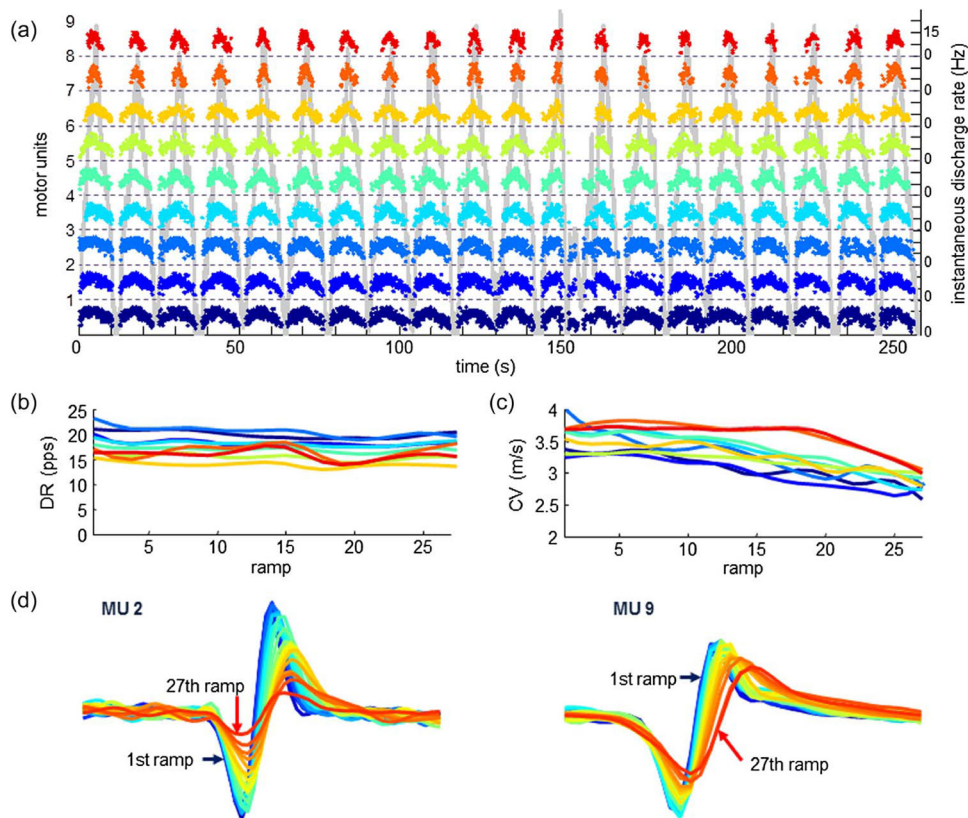 (a)
motor units
9
8
7
6
5
4
3
2
1
0
50
100
150
200
250
time (s)
15
0
0
0
0
0
0
0
0
0
instantaneous discharge rate (Hz)
(b)
DR (pps)
25
20
15
15
5
0
5
10
15
20
25
ramp
(c)
CV (m/s)
4
3.5
3
2.5
2
5
10
15
20
25
ramp
(d)
MU 2
27th ramp
1st ramp
MU 9
1st ramp
27th ramp